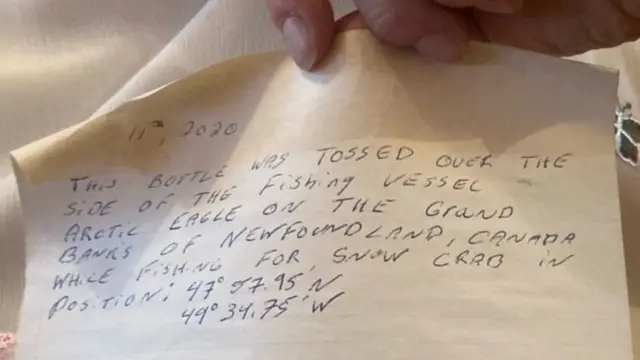 11th, 2020
THIS BOTTLE WAS TOSSED OVER THE
SIDE OF THE FIShING VESSEL
ARCTIC EAGLE ON THE GRAND
BANKS OF NEWFOUNDLAND, CANADA
WHILE FISHING FOR, SNOW CRAB IN
POSITION: 47° 57.95'N
49° 34.75'W